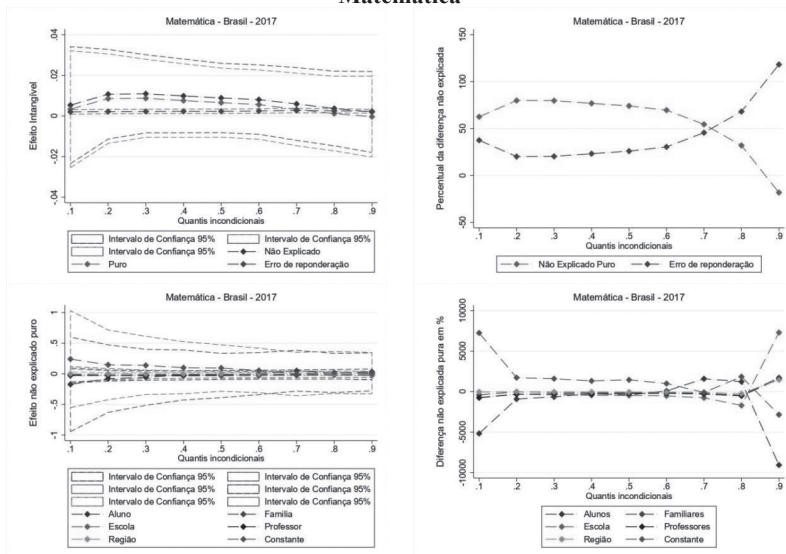 Matemática
Matemática - Brasil - 2017
Efeito Intangível
.04
.02
0
-.02
-.04
.1 .2 .3 .4 .5 .6 .7 .8 .9
Quantis incondicionais
Intervalo de Confiança 95% Intervalo de Confiança 95%
Intervalo de Confiança 95% Não Explicado
Puro Erro de reponderação
Matemática - Brasil - 2017
Percentual da diferença não explicada
150
100
50
0
-50
.1 .2 .3 .4 .5 .6 .7 .8 .9
Quantis incondicionais
Não Explicado Puro Erro de reponderação
Matemática - Brasil - 2017
Efeito não explicado puro
1
.5
0
-.5
-1
.1 .2 .3 .4 .5 .6 .7 .8 .9
Quantis incondicionais
Intervalo de Confiança 95% Intervalo de Confiança 95%
Intervalo de Confiança 95% Intervalo de Confiança 95%
Intervalo de Confiança 95% Intervalo de Confiança 95%
Aluno Familia
Escola Professor
Região Constante
Matemática - Brasil - 2017
Diferença não explicada pura em %
10000
5000
0
-5000
-10000
.1 .2 .3 .4 .5 .6 .7 .8 .9
Quantis incondicionais
Alunos Familiares
Escola Professores
Região Constante